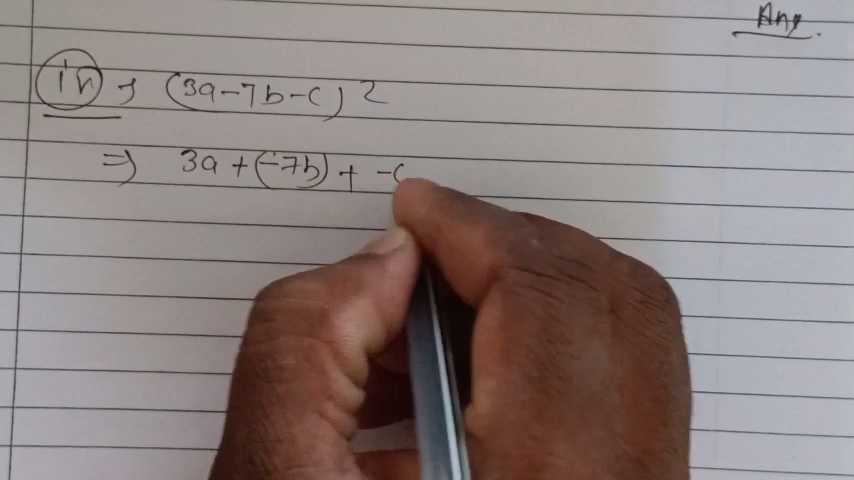 Ans.
iv) (3a-7b-c)2
=) 3a + (-7b) + -c